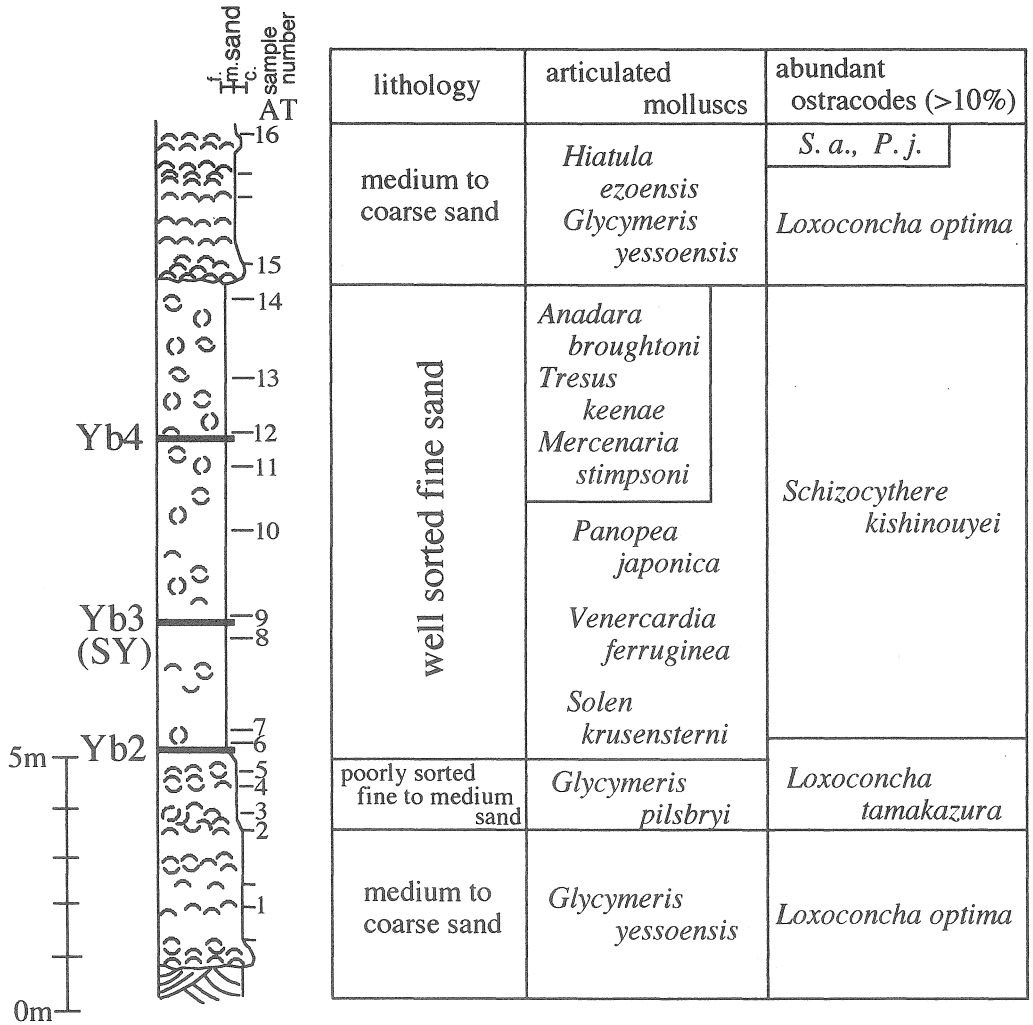 f.
m. sand
c.
sample
number
AT
16
15
14
13
12
11
10
9
8
7
6
5
4
3
2
1
Yb4
Yb3
(SY)
Yb2
5m
0m
lithology
articulated
molluscs
abundant
ostracodes (>10%)
medium to
coarse sand
Hiatula
ezoensis
Glycymeris
yessoensis
S. a., P. j.
Loxoconcha optima
well sorted fine sand
Anadara
broughtoni
Tresus
keenae
Mercenaria
stimpsoni
Panopea
japonica
Venercardia
ferruginea
Solen
krusensterni
Schizocythere
kishinouyei
poorly sorted
fine to medium
sand
Glycymeris
pilsbryi
Loxoconcha
tamakazura
medium to
coarse sand
Glycymeris
yessoensis
Loxoconcha optima